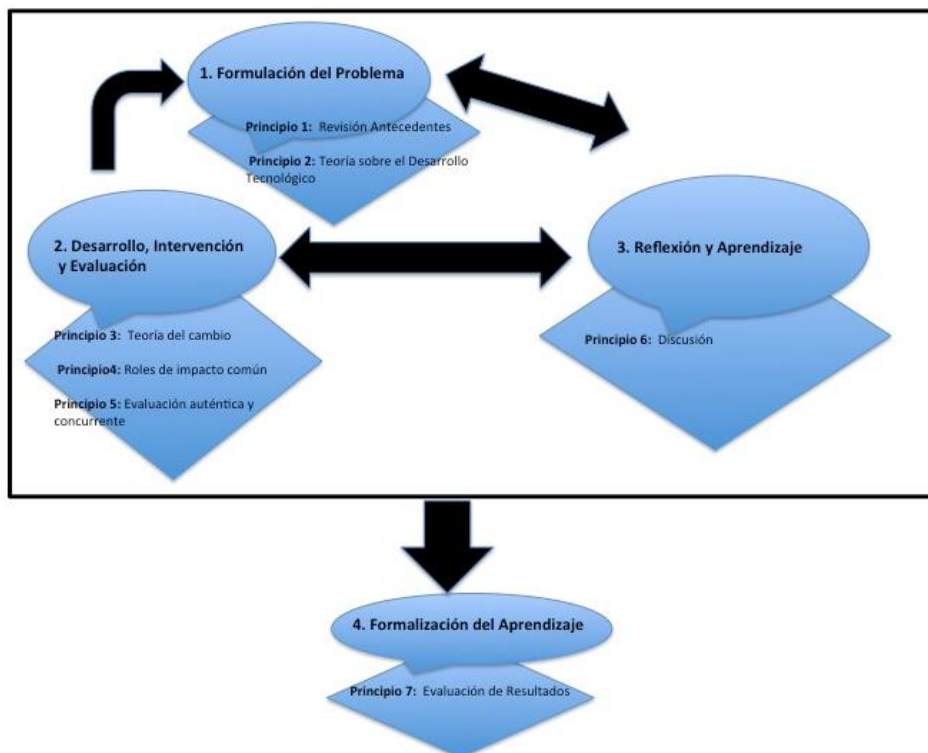 1. Formulación del Problema
Principio 1: Revisión Antecedentes
Principio 2: Teoría sobre el Desarrollo
Tecnológico
2. Desarrollo, Intervención
y Evaluación
Principio 3: Teoría del cambio
Principio4: Roles de impacto común
Principio 5: Evaluación auténtica y
concurrente
3. Reflexión y Aprendizaje
Principio 6: Discusión
4. Formalización del Aprendizaje
Principio 7: Evaluación de Resultados